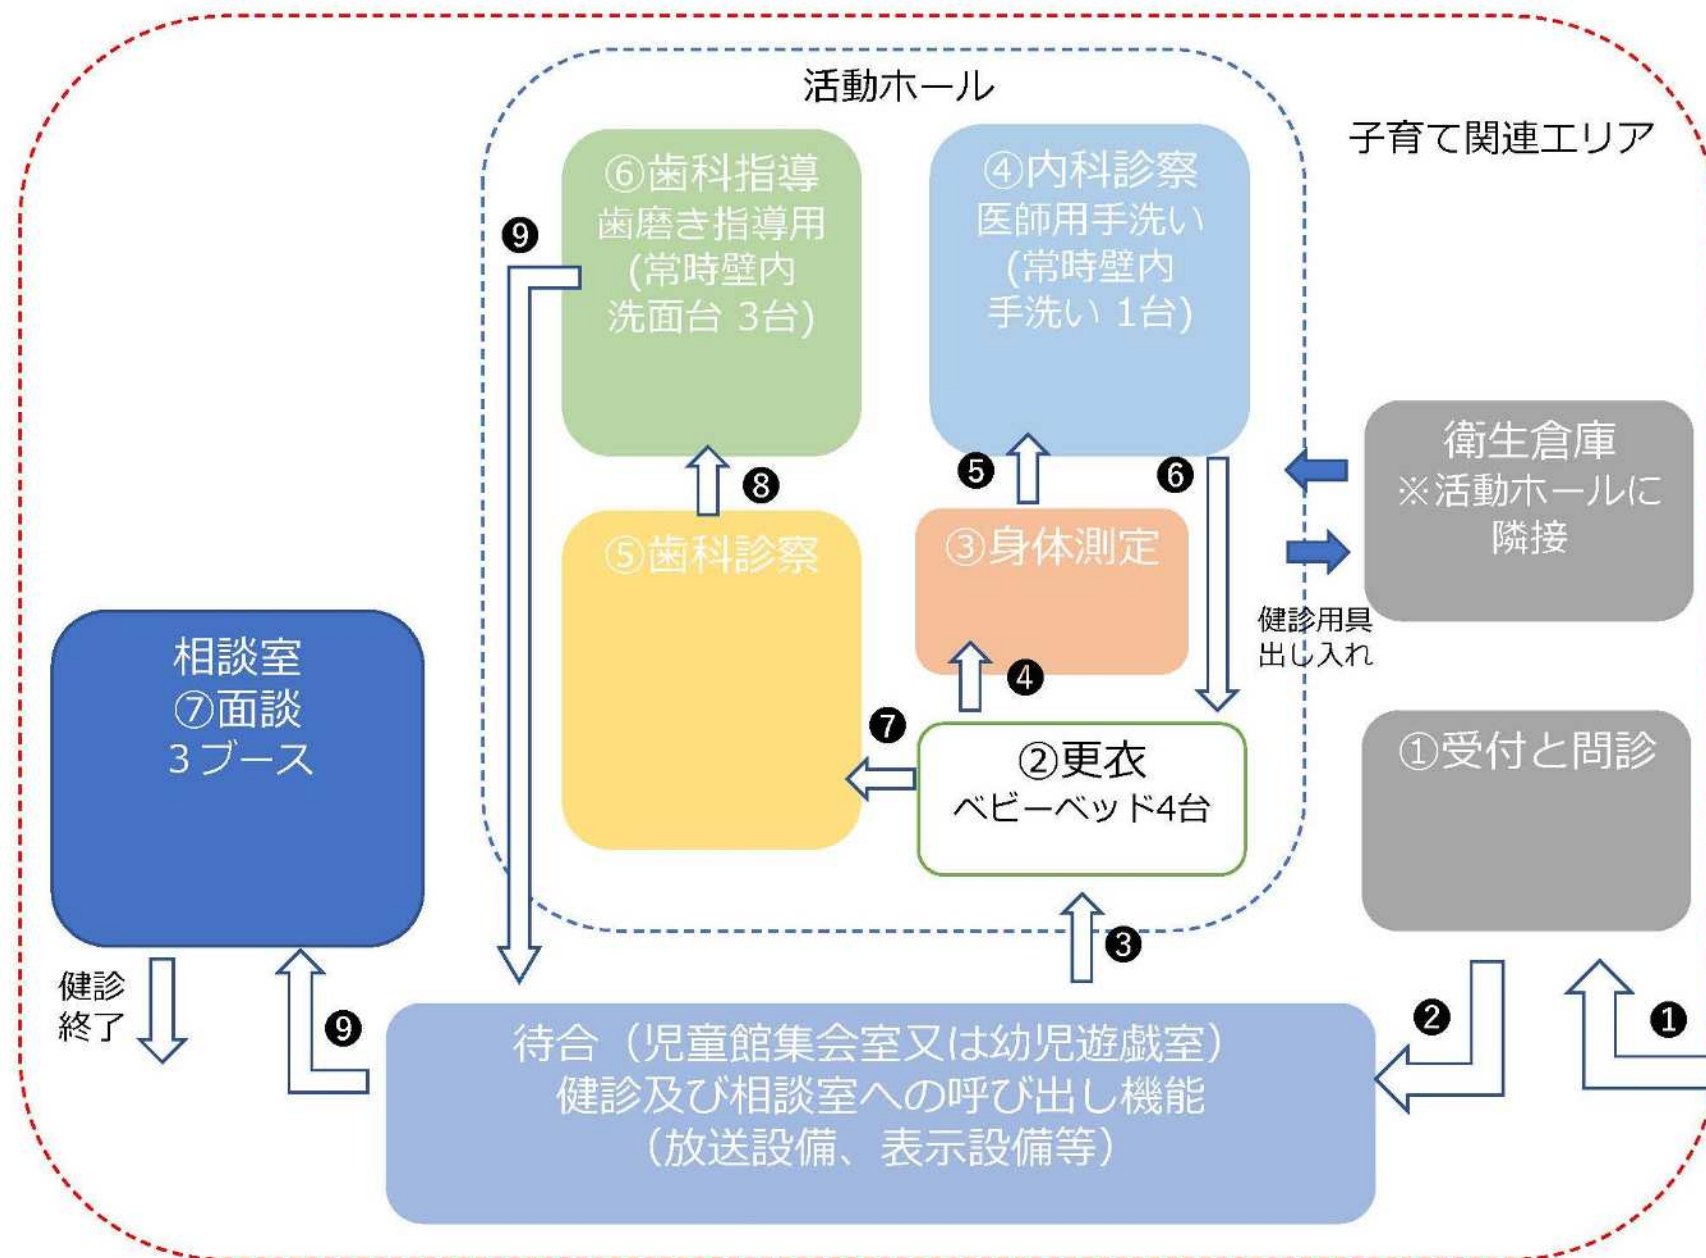 活動ホール
子育て関連エリア
⑥歯科指導
歯磨き指導用
(常時壁内
洗面台 3台)
④内科診察
医師用手洗い
(常時壁内
手洗い 1台)
❾
❽
❺
❻
衛生倉庫
※活動ホールに
隣接
⑤歯科診察
③身体測定
健診用具
出し入れ
相談室
⑦面談
３ブース
❹
❼
②更衣
ベビーベッド4台
①受付と問診
❸
健診
終了
❾
❷
❶
待合（児童館集会室又は幼児遊戯室）
健診及び相談室への呼び出し機能
（放送設備、表示設備等）